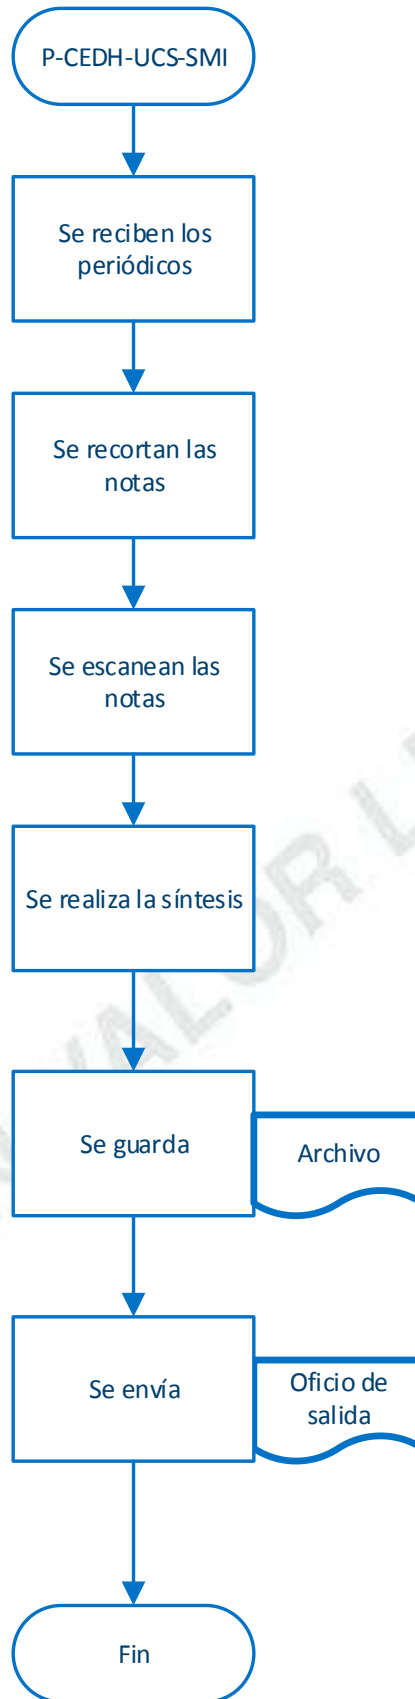 P-CEDH-UCS-SMI
Se reciben los
periódicos
Se recortan las
notas
Se escanean las
notas
Se realiza la síntesis
Se guarda
Archivo
Se envía
Oficio de
salida
Fin
VALOR